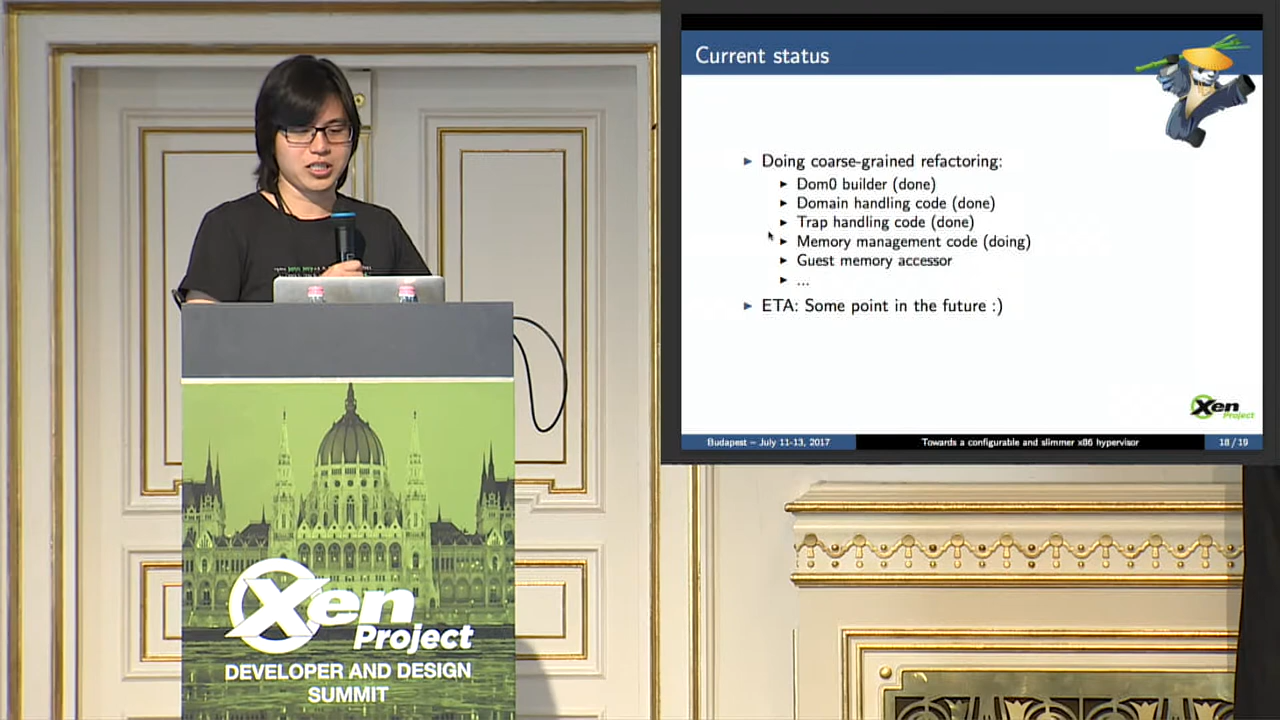 Current status
Doing coarse-grained refactoring:
Dom0 builder (done)
Domain handling code (done)
Trap handling code (done)
Memory management code (doing)
Guest memory accessor
...
ETA: Some point in the future :)
Xen
Project
Budapest – July 11-13, 2017
Towards a configurable and slimmer x86 hypervisor
18 / 19
Xen
Project
DEVELOPER AND DESIGN
SUMMIT